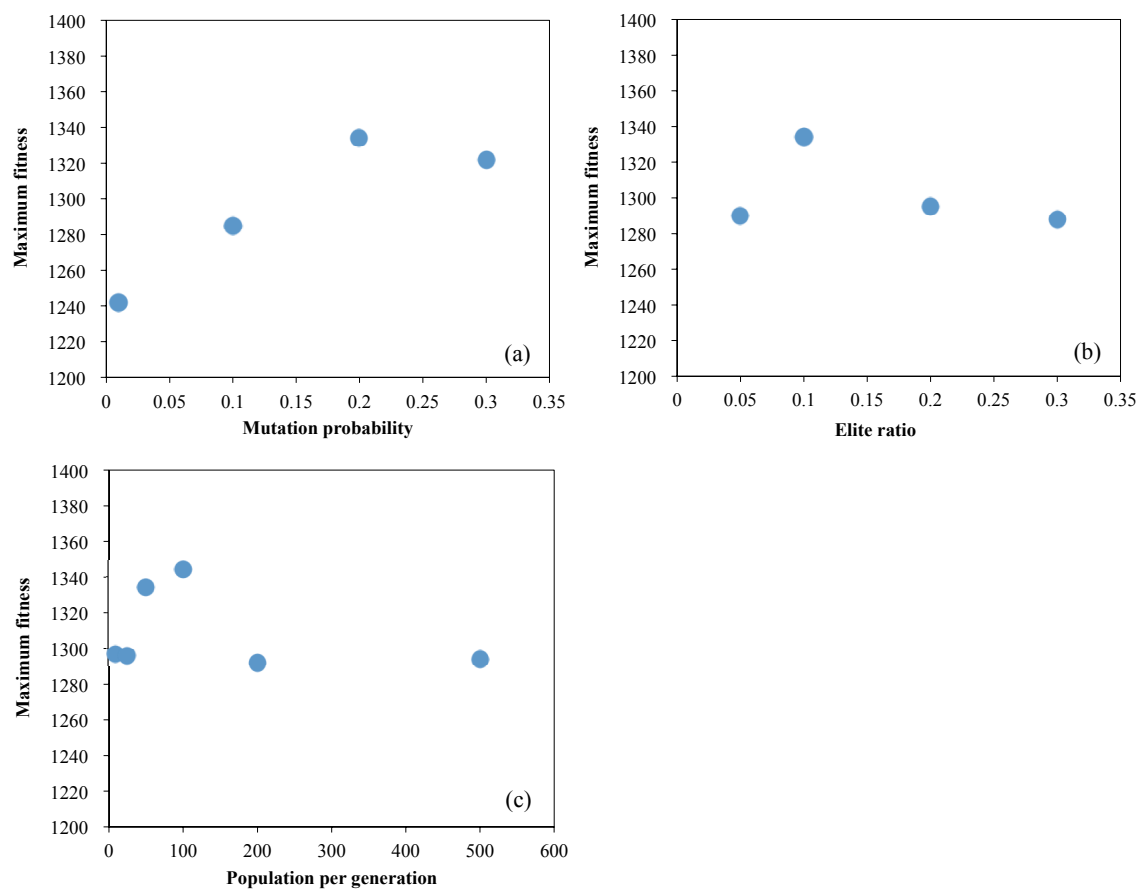 1400
1380
1360
1340
1320
1300
1280
1260
1240
1220
1200
Maximum fitness
0 0.05 0.1 0.15 0.2 0.25 0.3 0.35
Mutation probability
(a)
1400
1380
1360
1340
1320
1300
1280
1260
1240
1220
1200
Maximum fitness
0 0.05 0.1 0.15 0.2 0.25 0.3 0.35
Elite ratio
(b)
1400
1380
1360
1340
1320
1300
1280
1260
1240
1220
1200
Maximum fitness
0 100 200 300 400 500 600
Population per generation
(c)